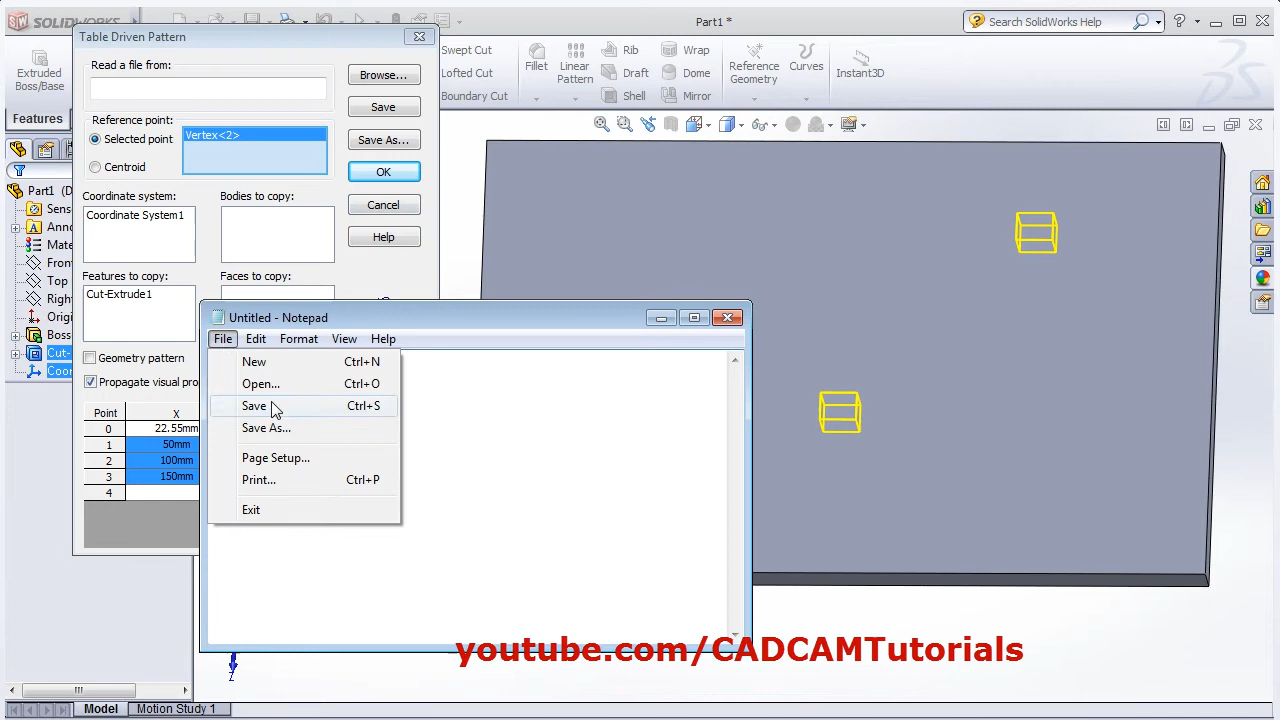 SOLIDWORKS
Part1 *
Search SolidWorks Help
Table Driven Pattern
Read a file from:
Browse...
Save
Reference point:
Selected point
Vertex<2>
Centroid
Save As...
OK
Cancel
Help
Coordinate system:
Coordinate System1
Bodies to copy:
Features to copy:
Cut-Extrude1
Faces to copy:
Geometry pattern
Propagate visual pro
Point X
0 22.55mm
1 50mm
2 100mm
3 150mm
4
Extruded
Boss/Base
Swept Cut
Lofted Cut
Boundary Cut
Fillet
Linear
Pattern
Rib
Draft
Shell
Wrap
Dome
Mirror
Reference
Geometry
Curves
Instant3D
Features
Part1 (D
Sens
Anno
Mate
Fron
Top
Righ
Origi
Boss
Cut-
Coor
Untitled - Notepad
File Edit Format View Help
New Ctrl+N
Open... Ctrl+O
Save Ctrl+S
Save As...
Page Setup...
Print... Ctrl+P
Exit
youtube.com/CADCAMTutorials
Model
Motion Study 1